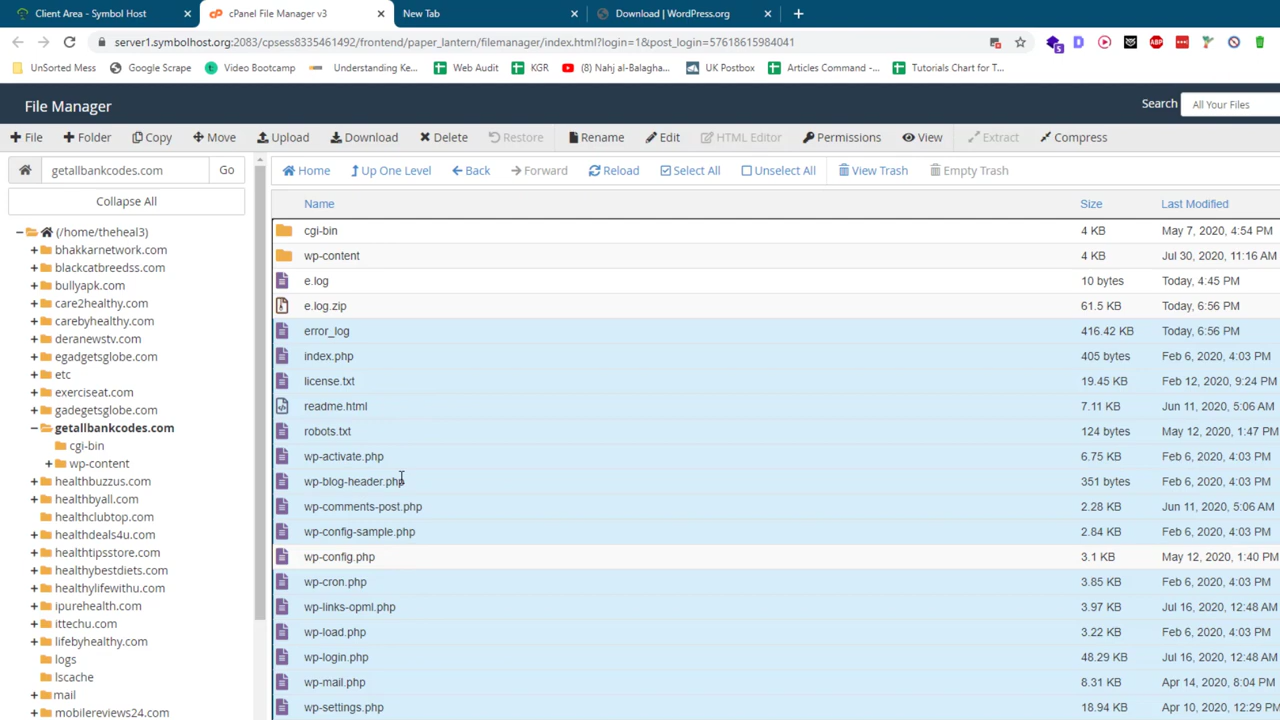 Client Area - Symbol Host
cPanel File Manager v3
New Tab
Download | WordPress.org
server1.symbolhost.org:2083/cpsess8335461492/frontend/paper_lantern/filemanager/index.html?login=1&post_login=57618615984041
UnSorted Mess
Google Scrape
Video Bootcamp
Understanding Ke...
Web Audit
KGR
(8) Nahj al-Balagha...
UK Postbox
Articles Command -...
Tutorials Chart for T...
File Manager
Search
All Your Files
File
Folder
Copy
Move
Upload
Download
Delete
Restore
Rename
Edit
HTML Editor
Permissions
View
Extract
Compress
getallbankcodes.com
Go
Home
Up One Level
Back
Forward
Reload
Select All
Unselect All
View Trash
Empty Trash
Collapse All
(/home/theheal3)
bhakkarnetwork.com
blackcatbreedss.com
bullyapk.com
care2healthy.com
carebyhealthy.com
deranewstv.com
egadgetsglobe.com
etc
exerciseat.com
gadegetsglobe.com
getallbankcodes.com
cgi-bin
wp-content
healthbuzzus.com
healthbyall.com
healthclubtop.com
healthdeals4u.com
healthtipsstore.com
healthybestdiets.com
healthylifewithu.com
ipurehealth.com
ittechu.com
lifebyhealthy.com
logs
lscache
mail
mobilereviews24.com
Name Size Last Modified
cgi-bin 4 KB May 7, 2020, 4:54 PM
wp-content 4 KB Jul 30, 2020, 11:16 AM
e.log 10 bytes Today, 4:45 PM
e.log.zip 61.5 KB Today, 6:56 PM
error_log 416.42 KB Today, 6:56 PM
index.php 405 bytes Feb 6, 2020, 4:03 PM
license.txt 19.45 KB Feb 12, 2020, 9:24 PM
readme.html 7.11 KB Jun 11, 2020, 5:06 AM
robots.txt 124 bytes May 12, 2020, 1:47 PM
wp-activate.php 6.75 KB Feb 6, 2020, 4:03 PM
wp-blog-header.php 351 bytes Feb 6, 2020, 4:03 PM
wp-comments-post.php 2.28 KB Jun 11, 2020, 5:06 AM
wp-config-sample.php 2.84 KB Feb 6, 2020, 4:03 PM
wp-config.php 3.1 KB May 12, 2020, 1:40 PM
wp-cron.php 3.85 KB Feb 6, 2020, 4:03 PM
wp-links-opml.php 3.97 KB Jul 16, 2020, 12:48 AM
wp-load.php 3.22 KB Feb 6, 2020, 4:03 PM
wp-login.php 48.29 KB Jul 16, 2020, 12:48 AM
wp-mail.php 8.31 KB Apr 14, 2020, 8:04 PM
wp-settings.php 18.94 KB Apr 10, 2020, 12:29 PM